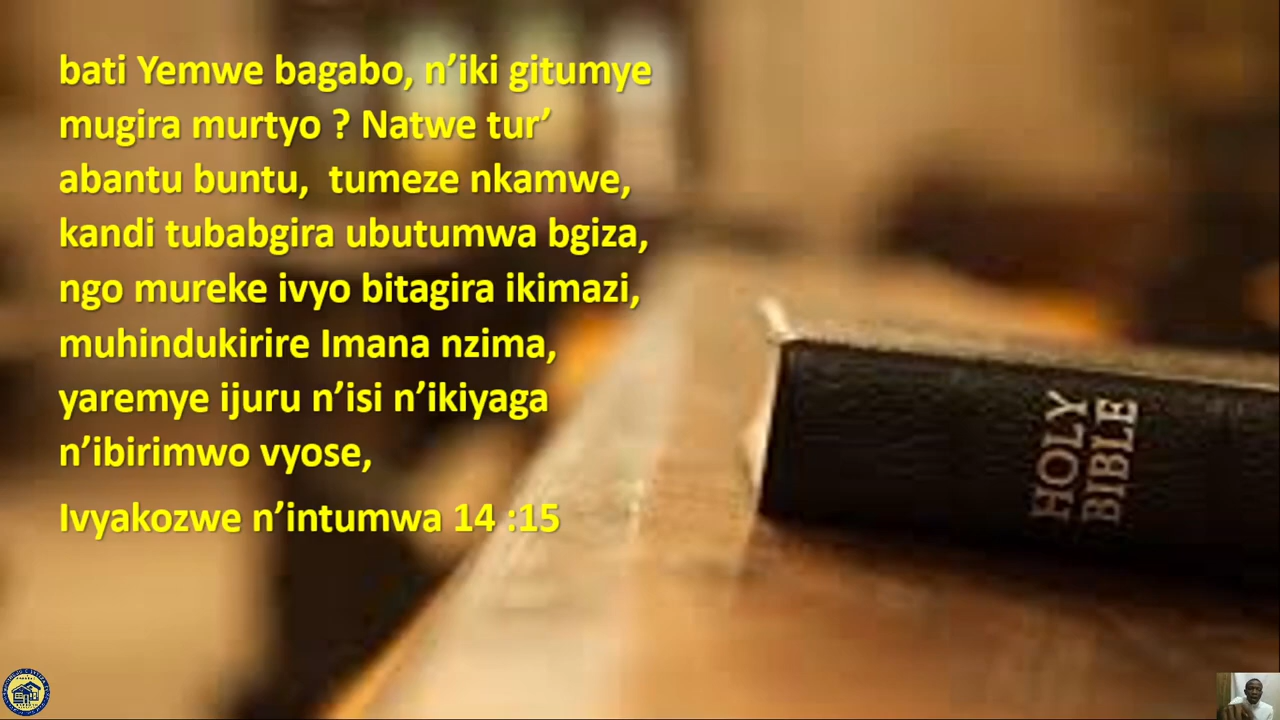 bati Yemwe bagabo, n’iki gitumye
mugira murtyo ? Natwe tur’
abantu buntu,  tumeze nkamwe,
kandi tubabgira ubutumwa bgiza,
ngo mureke ivyo bitagira ikimazi,
muhindukirire Imana nzima,
yaremye ijuru n’isi n’ikiyaga
n’ibirimwo vyose,
Ivyakozwe n’intumwa 14 :15
HOLY
BIBLE